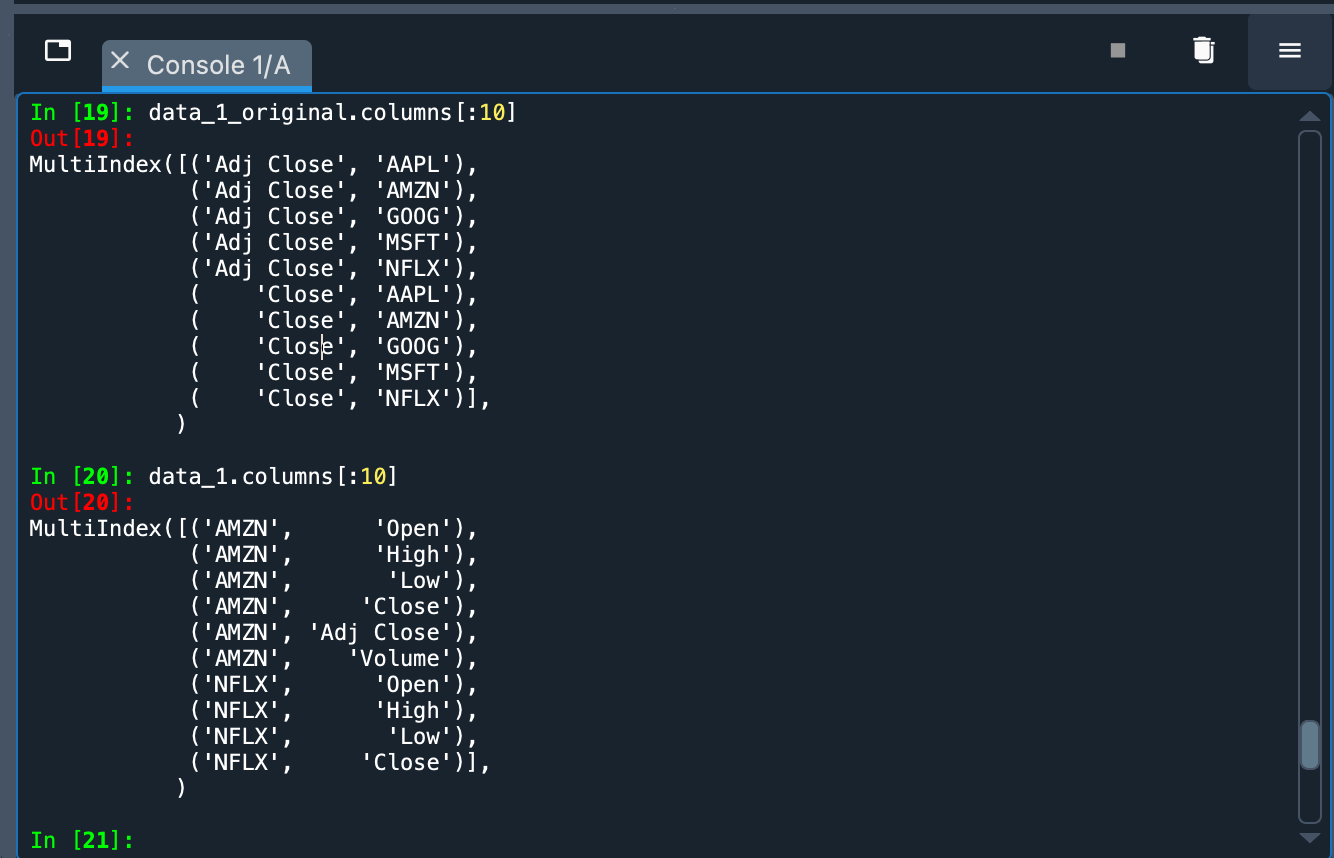 Console 1/A
In [19]: data_1_original.columns[:10]
Out[19]:
MultiIndex([('Adj Close', 'AAPL'),
            ('Adj Close', 'AMZN'),
            ('Adj Close', 'GOOG'),
            ('Adj Close', 'MSFT'),
            ('Adj Close', 'NFLX'),
            (    'Close', 'AAPL'),
            (    'Close', 'AMZN'),
            (    'Close', 'GOOG'),
            (    'Close', 'MSFT'),
            (    'Close', 'NFLX')],
           )
In [20]: data_1.columns[:10]
Out[20]:
MultiIndex([('AMZN',      'Open'),
            ('AMZN',      'High'),
            ('AMZN',       'Low'),
            ('AMZN',     'Close'),
            ('AMZN', 'Adj Close'),
            ('AMZN',    'Volume'),
            ('NFLX',      'Open'),
            ('NFLX',      'High'),
            ('NFLX',       'Low'),
            ('NFLX',     'Close')],
           )
In [21]: